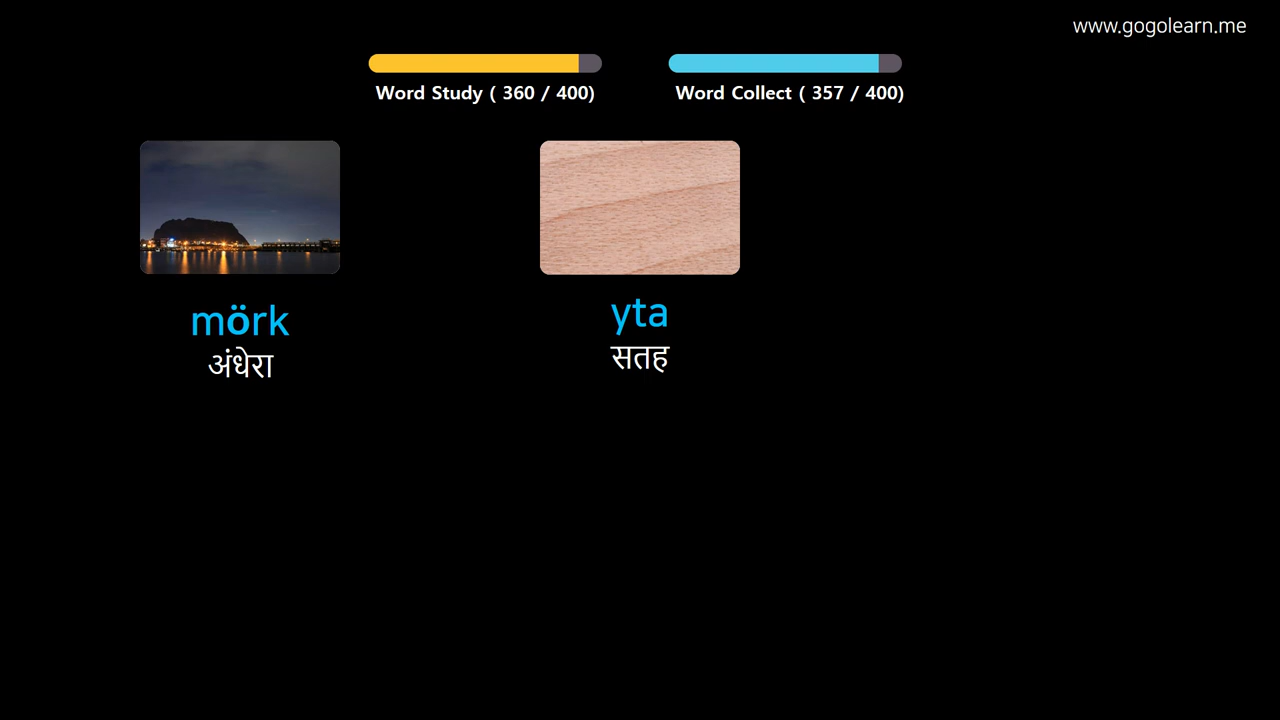 www.gogolearn.me
Word Study ( 360 / 400)
Word Collect ( 357 / 400)
mörk
अंधेरा
yta
सतह